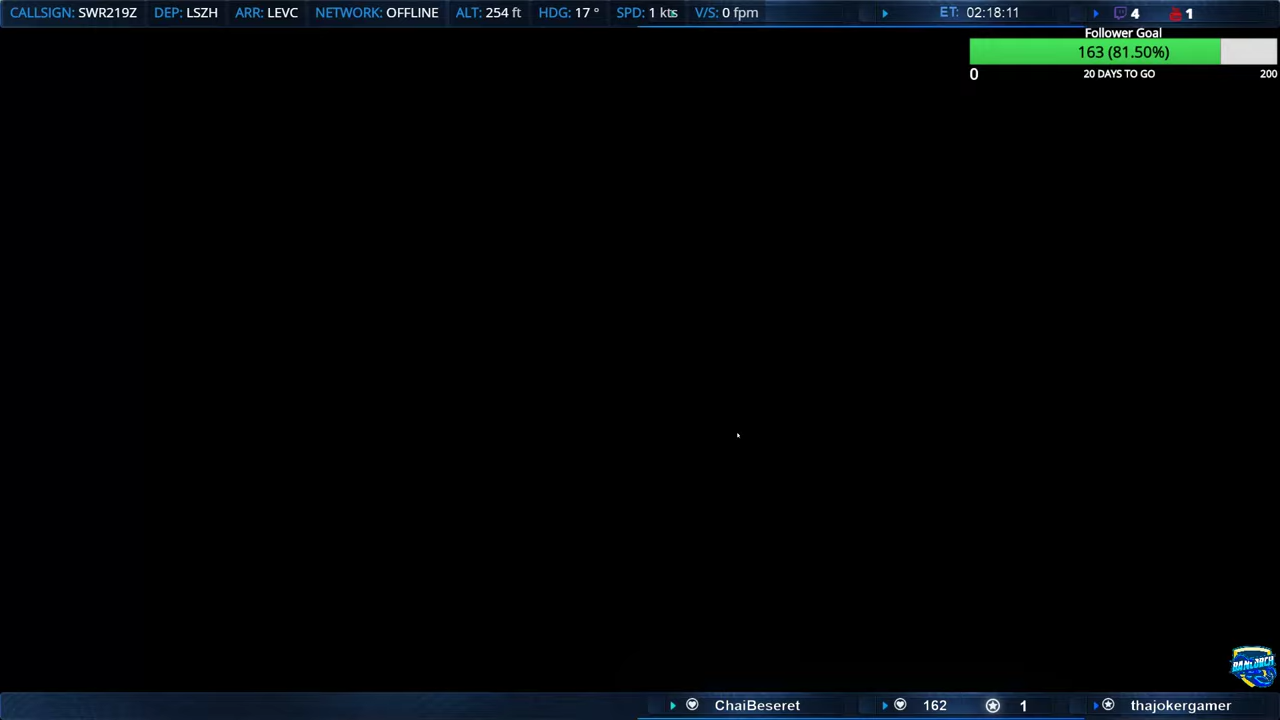 CALLSIGN: SWR219Z DEP: LSZH ARR: LEVC NETWORK: OFFLINE ALT: 254 ft HDG: 17 ° SPD: 1 kts V/S: 0 fpm ET: 02:18:11 4 1
Follower Goal
163 (81.50%)
0 20 DAYS TO GO 200
ChaiBeseret 162 1 thajokergamer